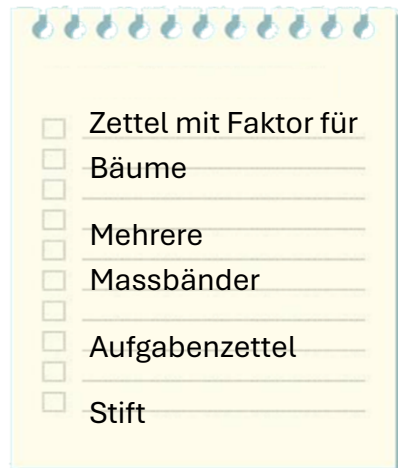 Zettel mit Faktor für
Bäume
Mehrere
Massbänder
Aufgabenzettel
Stift